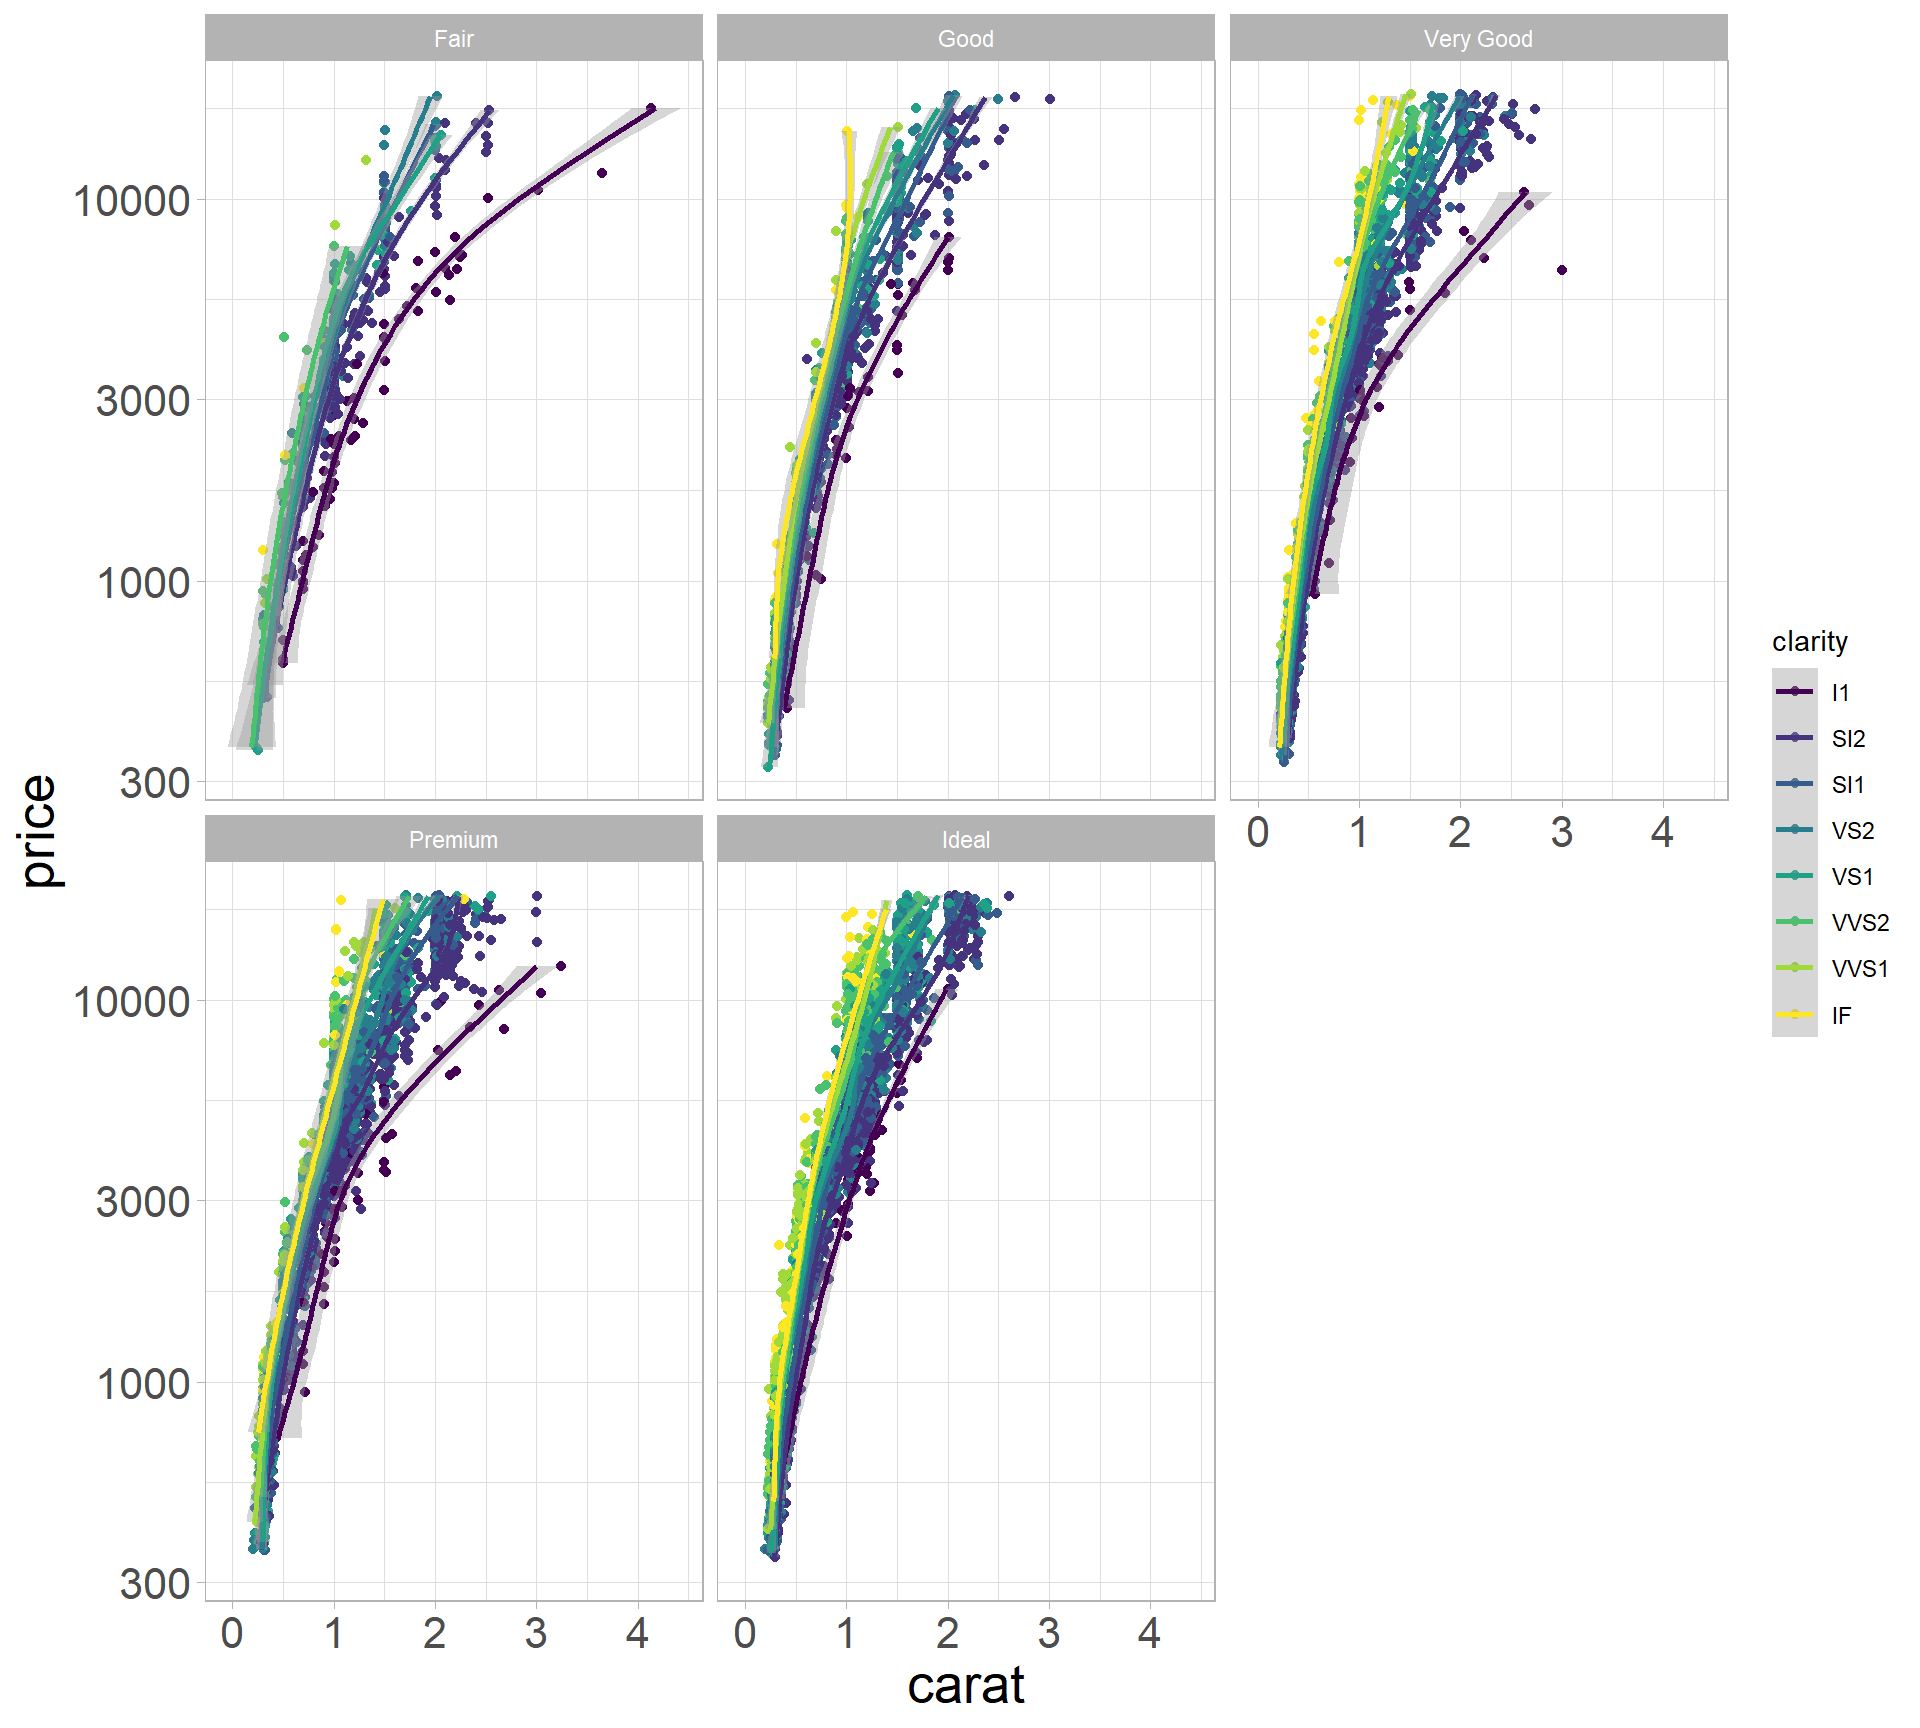 Fair
Good
Very Good
10000
3000
1000
300
0 1 2 3 4
Premium
Ideal
10000
3000
1000
300
0 1 2 3 4
0 1 2 3 4
price
carat
clarity
I1
SI2
SI1
VS2
VS1
VVS2
VVS1
IF